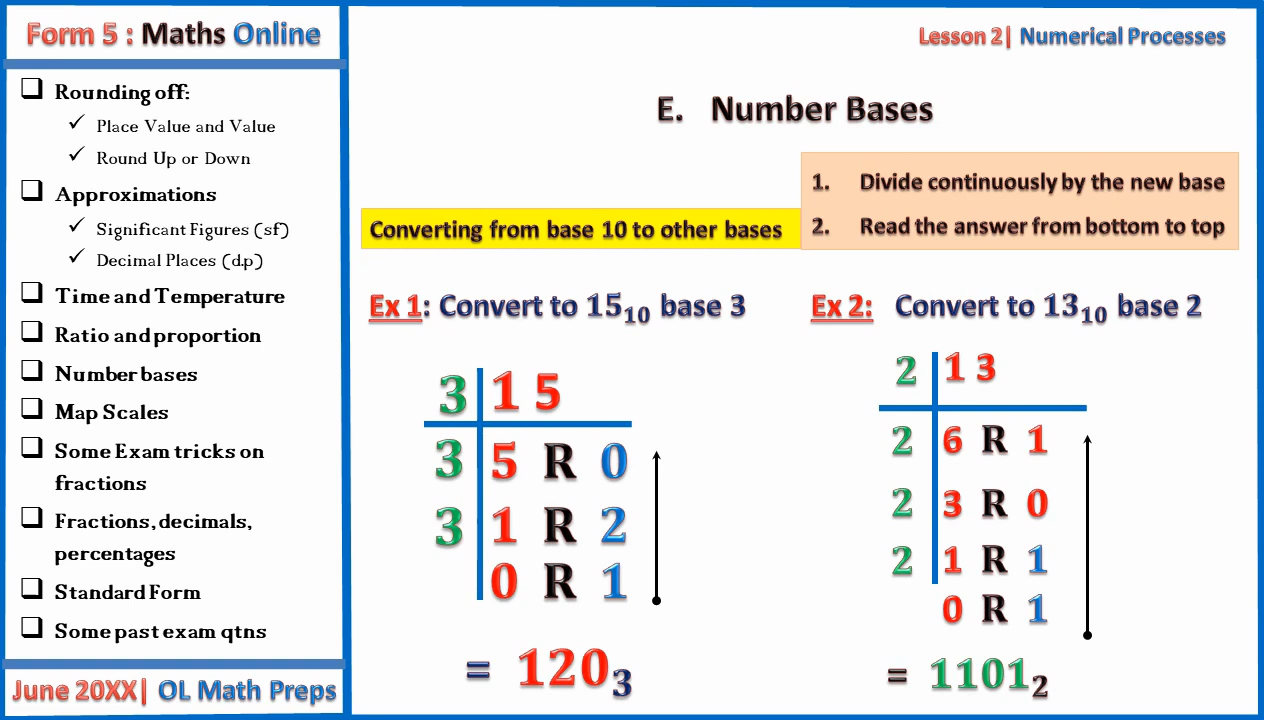 Form 5 : Maths Online
❑ Rounding off:
✓ Place Value and Value
✓ Round Up or Down
❑ Approximations
✓ Significant Figures (sf)
✓ Decimal Places (d.p)
❑ Time and Temperature
❑ Ratio and proportion
❑ Number bases
❑ Map Scales
❑ Some Exam tricks on
fractions
❑ Fractions, decimals,
percentages
❑ Standard Form
❑ Some past exam qtns
June 20XX| OL Math Preps
Lesson 2| Numerical Processes
E. Number Bases
Converting from base 10 to other bases
1. Divide continuously by the new base
2. Read the answer from bottom to top
Ex 1: Convert to 15₁₀ base 3
3 1 5
3 5 R 0
3 1 R 2
0 R 1
= 120₃
Ex 2: Convert to 13₁₀ base 2
2 1 3
2 6 R 1
2 3 R 0
2 1 R 1
0 R 1
= 1101₂